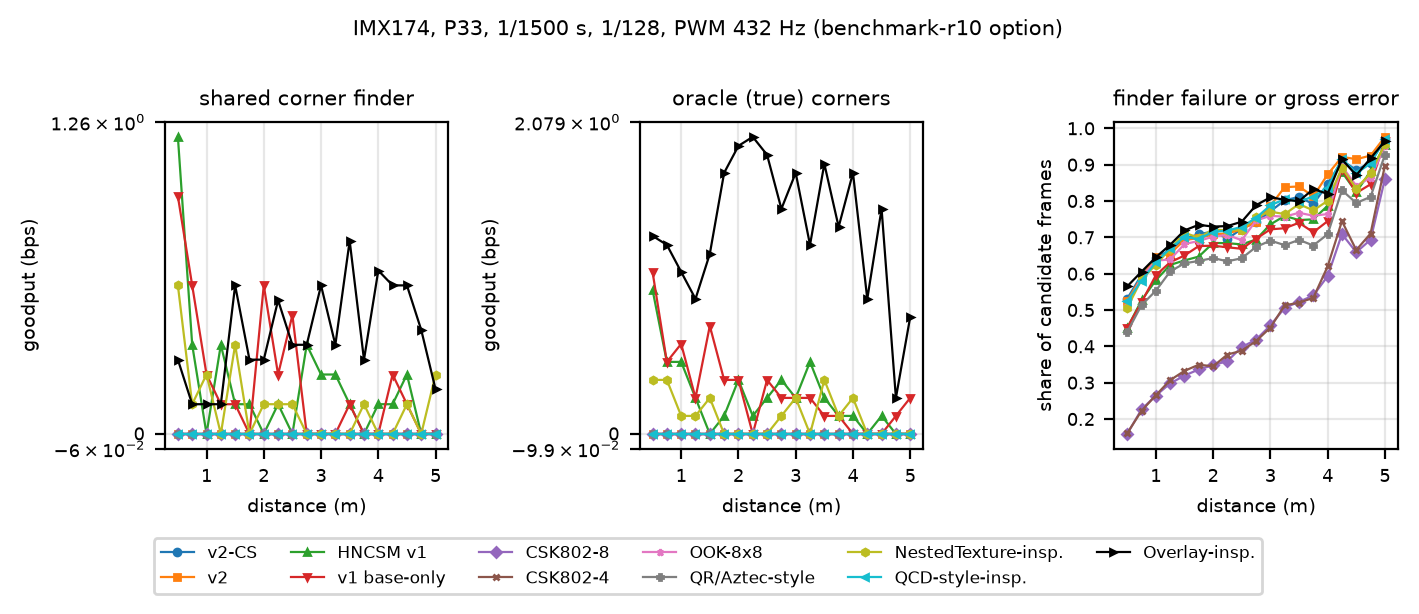 IMX174, P33, 1/1500 s, 1/128, PWM 432 Hz (benchmark-r10 option)
shared corner finder
1.26 × 10⁰
0
−6 × 10⁻²
goodput (bps)
1 2 3 4 5
distance (m)
oracle (true) corners
2.079 × 10⁰
0
−9.9 × 10⁻²
goodput (bps)
1 2 3 4 5
distance (m)
finder failure or gross error
1.0
0.9
0.8
0.7
0.6
0.5
0.4
0.3
0.2
share of candidate frames
1 2 3 4 5
distance (m)
v2-CS HNCSM v1 CSK802-8 OOK-8x8 NestedTexture-insp. Overlay-insp.
v2 v1 base-only CSK802-4 QR/Aztec-style QCD-style-insp.